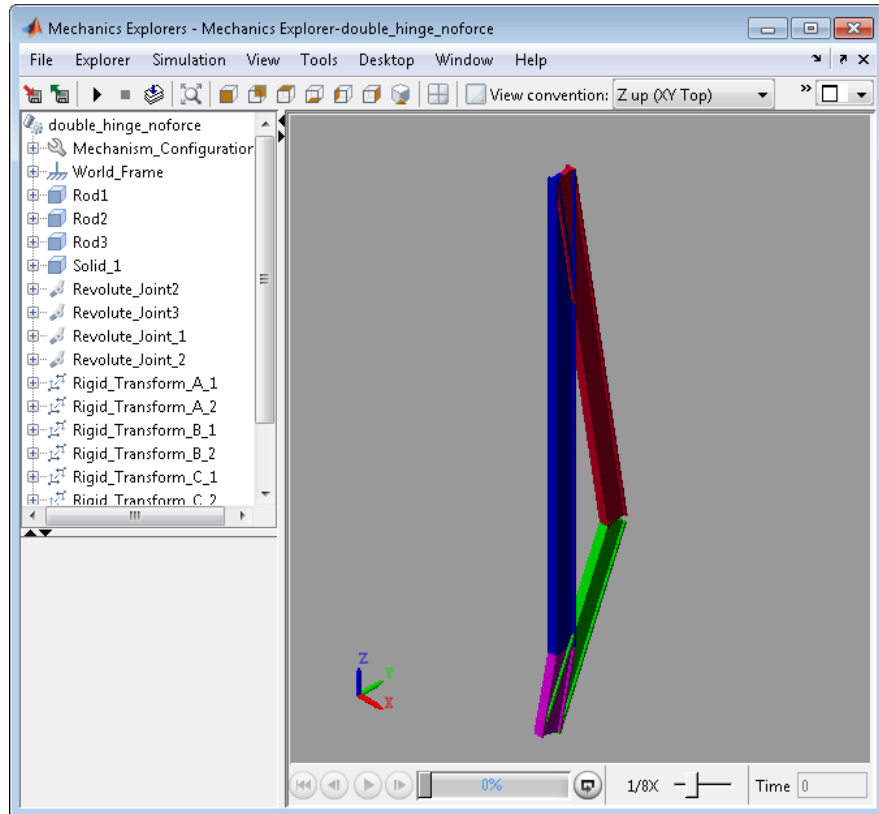 Mechanics Explorers - Mechanics Explorer-double_hinge_noforce
File Explorer Simulation View Tools Desktop Window Help
View convention: Z up (XY Top)
double_hinge_noforce
Mechanism_Configuration
World_Frame
Rod1
Rod2
Rod3
Solid_1
Revolute_Joint2
Revolute_Joint3
Revolute_Joint_1
Revolute_Joint_2
Rigid_Transform_A_1
Rigid_Transform_A_2
Rigid_Transform_B_1
Rigid_Transform_B_2
Rigid_Transform_C_1
Rigid_Transform_C_2
Z
Y
X
0%
1/8X
Time 0